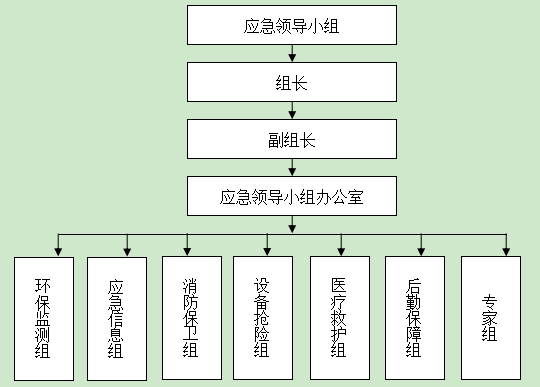 应急领导小组
组长
副组长
应急领导小组办公室
环保监测组
应急信息组
消防保卫组
设备抢险组
医疗救护组
后勤保障组
专家组